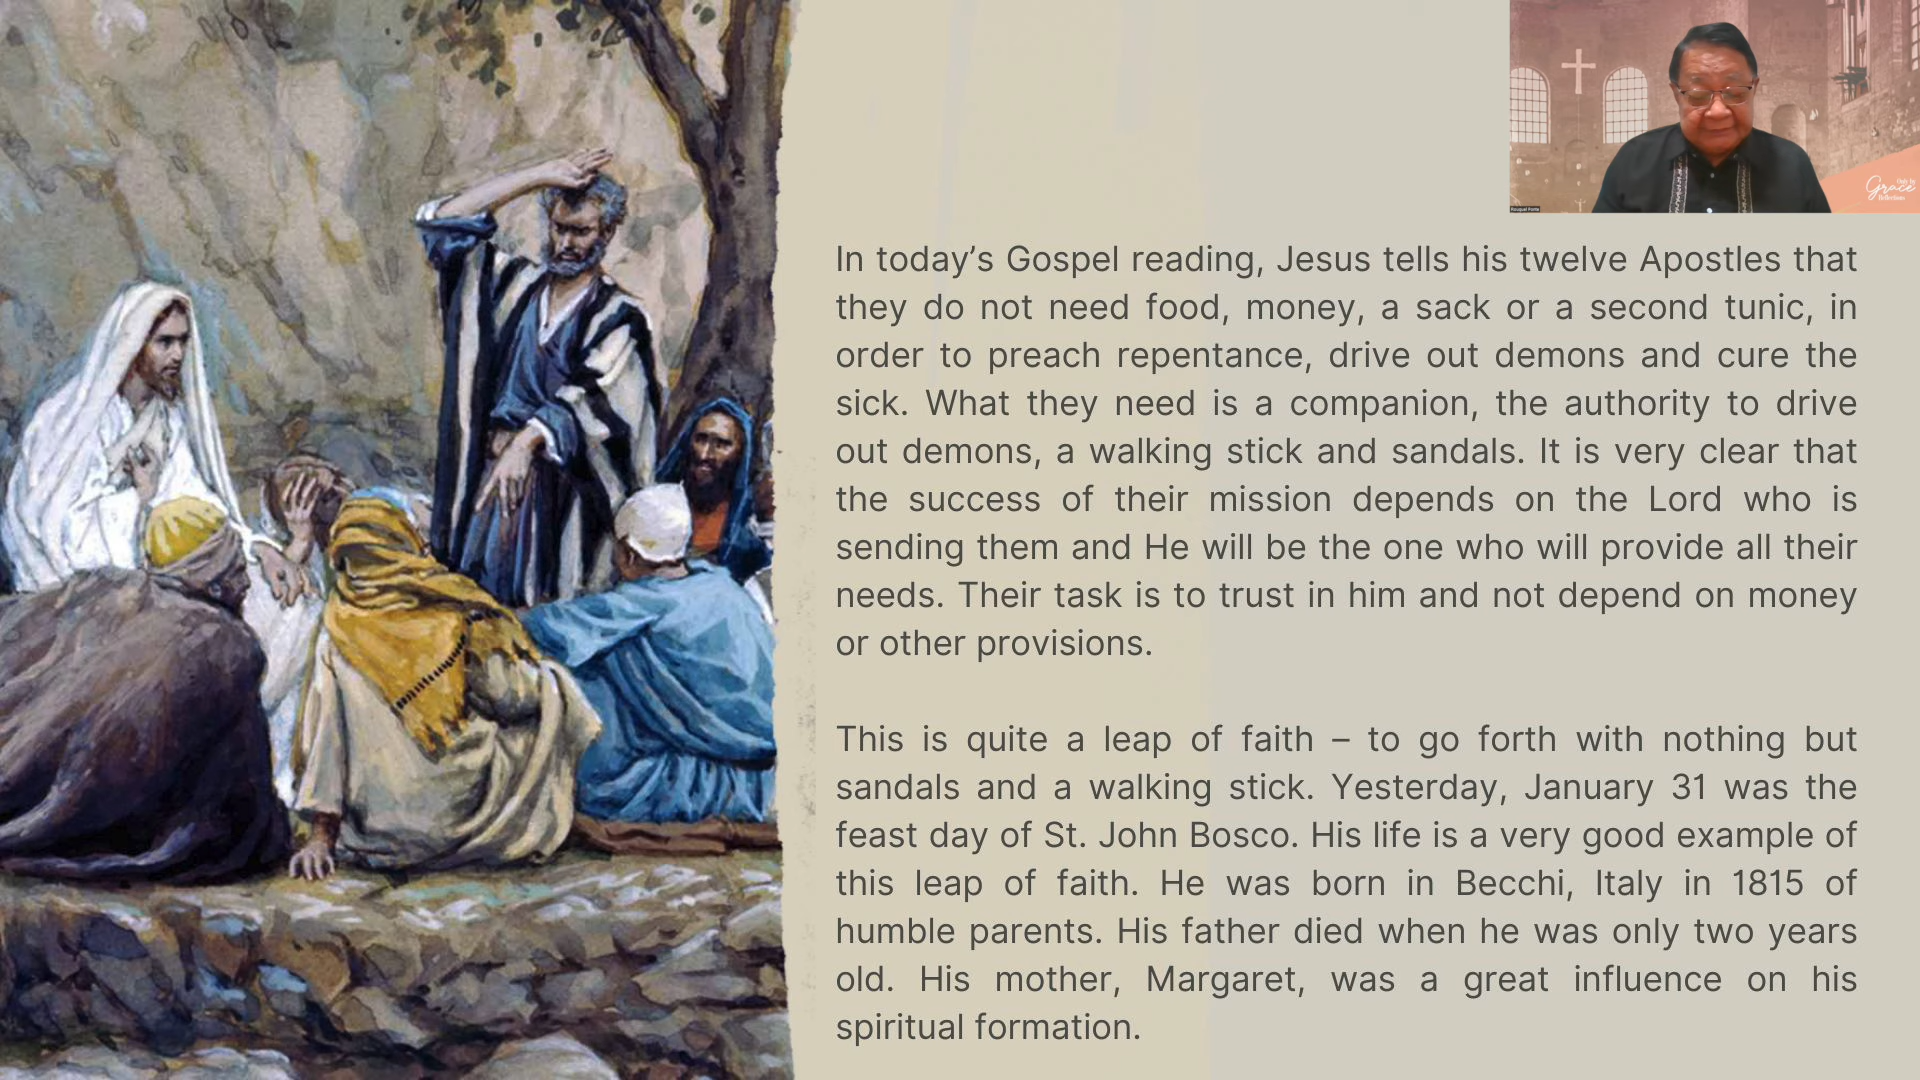 In today’s Gospel reading, Jesus tells his twelve Apostles that
they do not need food, money, a sack or a second tunic, in
order to preach repentance, drive out demons and cure the
sick. What they need is a companion, the authority to drive
out demons, a walking stick and sandals. It is very clear that
the success of their mission depends on the Lord who is
sending them and He will be the one who will provide all their
needs. Their task is to trust in him and not depend on money
or other provisions.
This is quite a leap of faith – to go forth with nothing but
sandals and a walking stick. Yesterday, January 31 was the
feast day of St. John Bosco. His life is a very good example of
this leap of faith. He was born in Becchi, Italy in 1815 of
humble parents. His father died when he was only two years
old. His mother, Margaret, was a great influence on his
spiritual formation.
Only by
Grace
Reflections